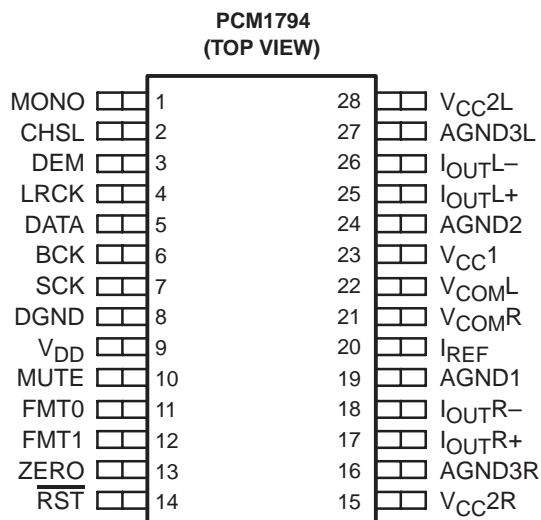 PCM1794
(TOP VIEW)
MONO 1 28 VCC2L
CHSL 2 27 AGND3L
DEM 3 26 IOUTL–
LRCK 4 25 IOUTL+
DATA 5 24 AGND2
BCK 6 23 VCC1
SCK 7 22 VCOML
DGND 8 21 VCOMR
VDD 9 20 IREF
MUTE 10 19 AGND1
FMT0 11 18 IOUTR–
FMT1 12 17 IOUTR+
ZERO 13 16 AGND3R
RST 14 15 VCC2R